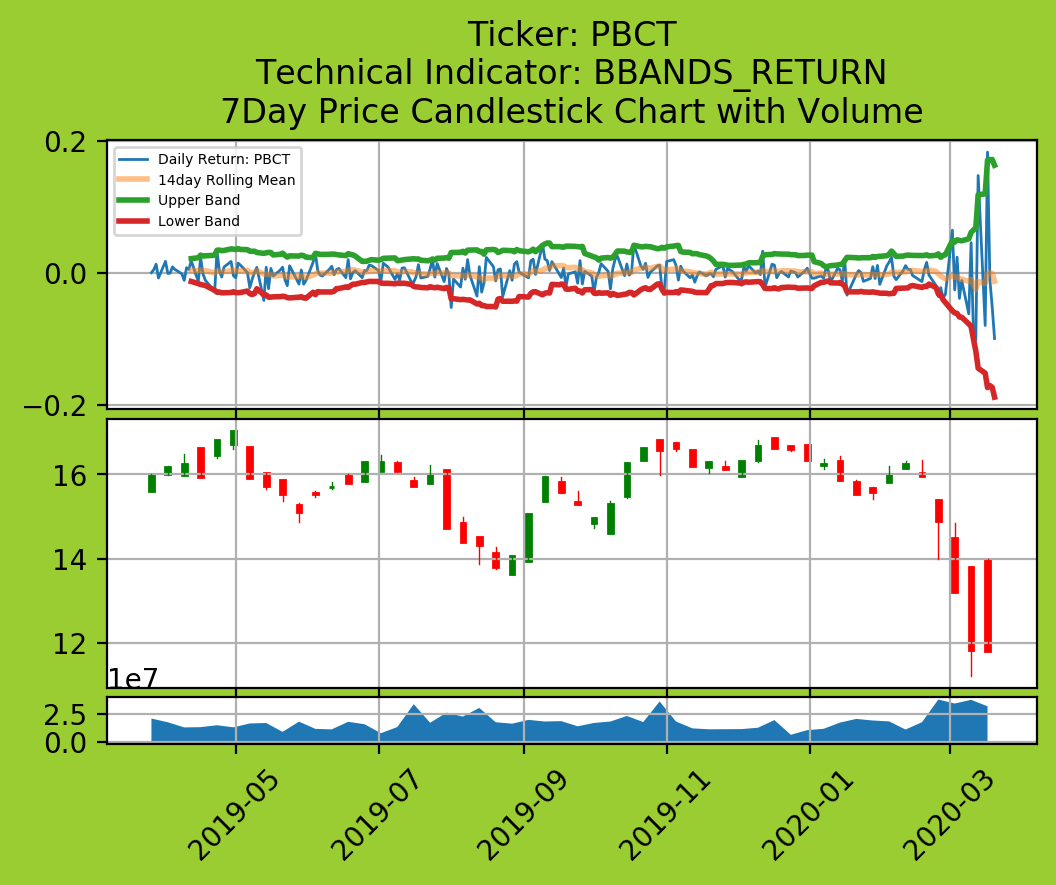 Ticker: PBCT
Technical Indicator: BBANDS_RETURN
7Day Price Candlestick Chart with Volume
0.2
0.0
−0.2
Daily Return: PBCT
14day Rolling Mean
Upper Band
Lower Band
16
14
12
1e7
2.5
0.0
2019-05
2019-07
2019-09
2019-11
2020-01
2020-03